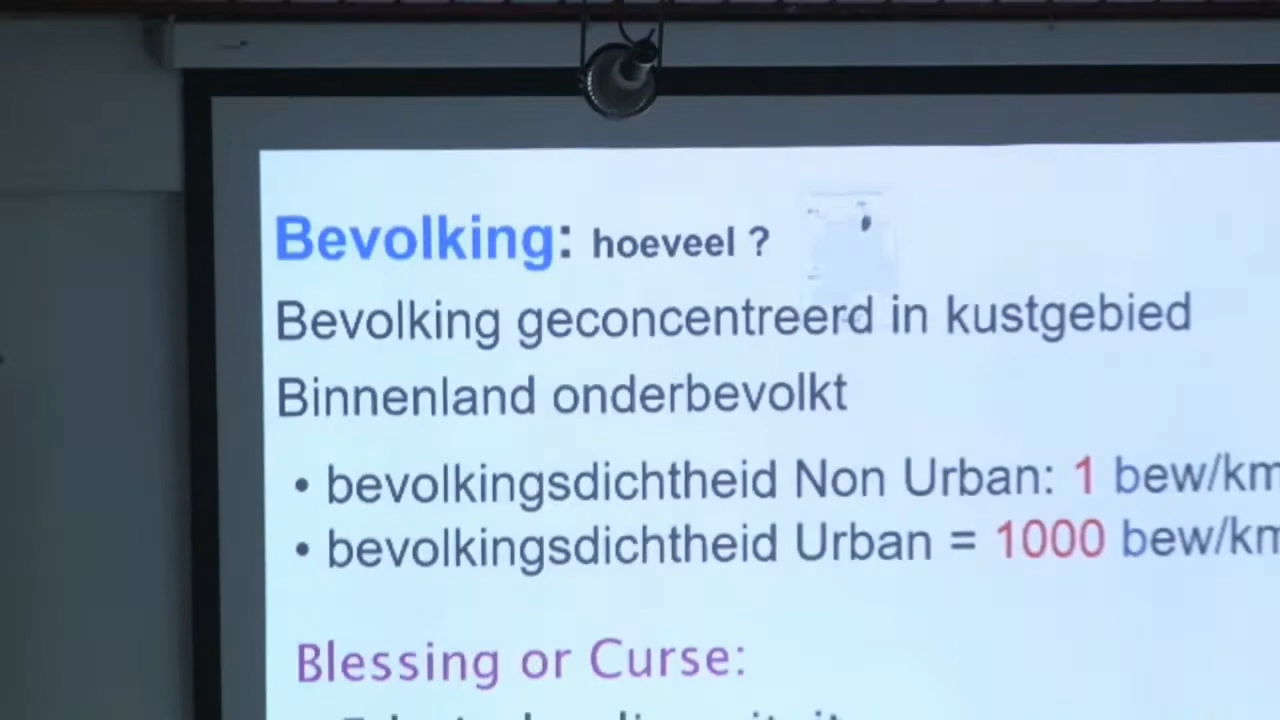 Bevolking: hoeveel ?
Bevolking geconcentreerd in kustgebied
Binnenland onderbevolkt
• bevolkingsdichtheid Non Urban: 1 bew/km
• bevolkingsdichtheid Urban = 1000 bew/km
Blessing or Curse: